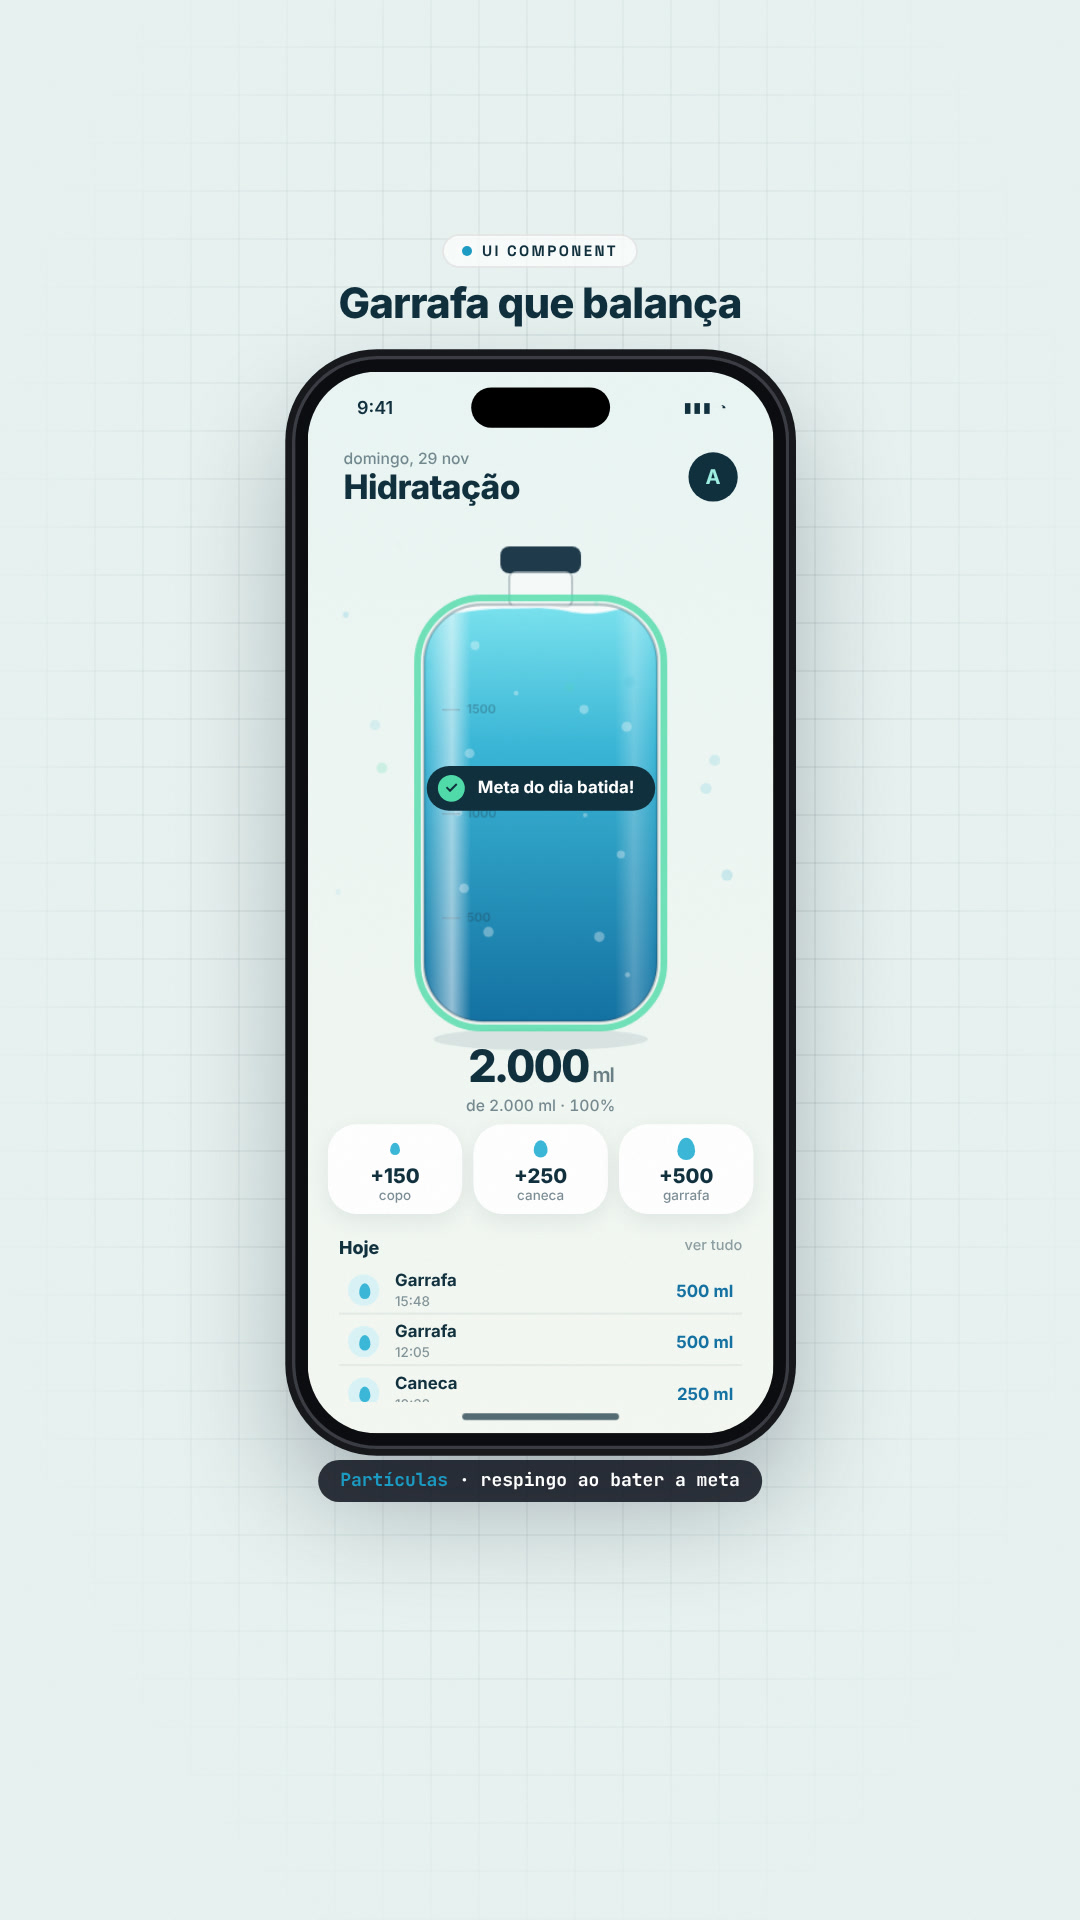 UI COMPONENT
Garrafa que balança
9:41
domingo, 29 nov
Hidratação
A
1500
Meta do dia batida!
1000
500
2.000 ml
de 2.000 ml · 100%
+150
copo
+250
caneca
+500
garrafa
Hoje
ver tudo
Garrafa
15:48
500 ml
Garrafa
12:05
500 ml
Caneca
250 ml
Partículas · respingo ao bater a meta